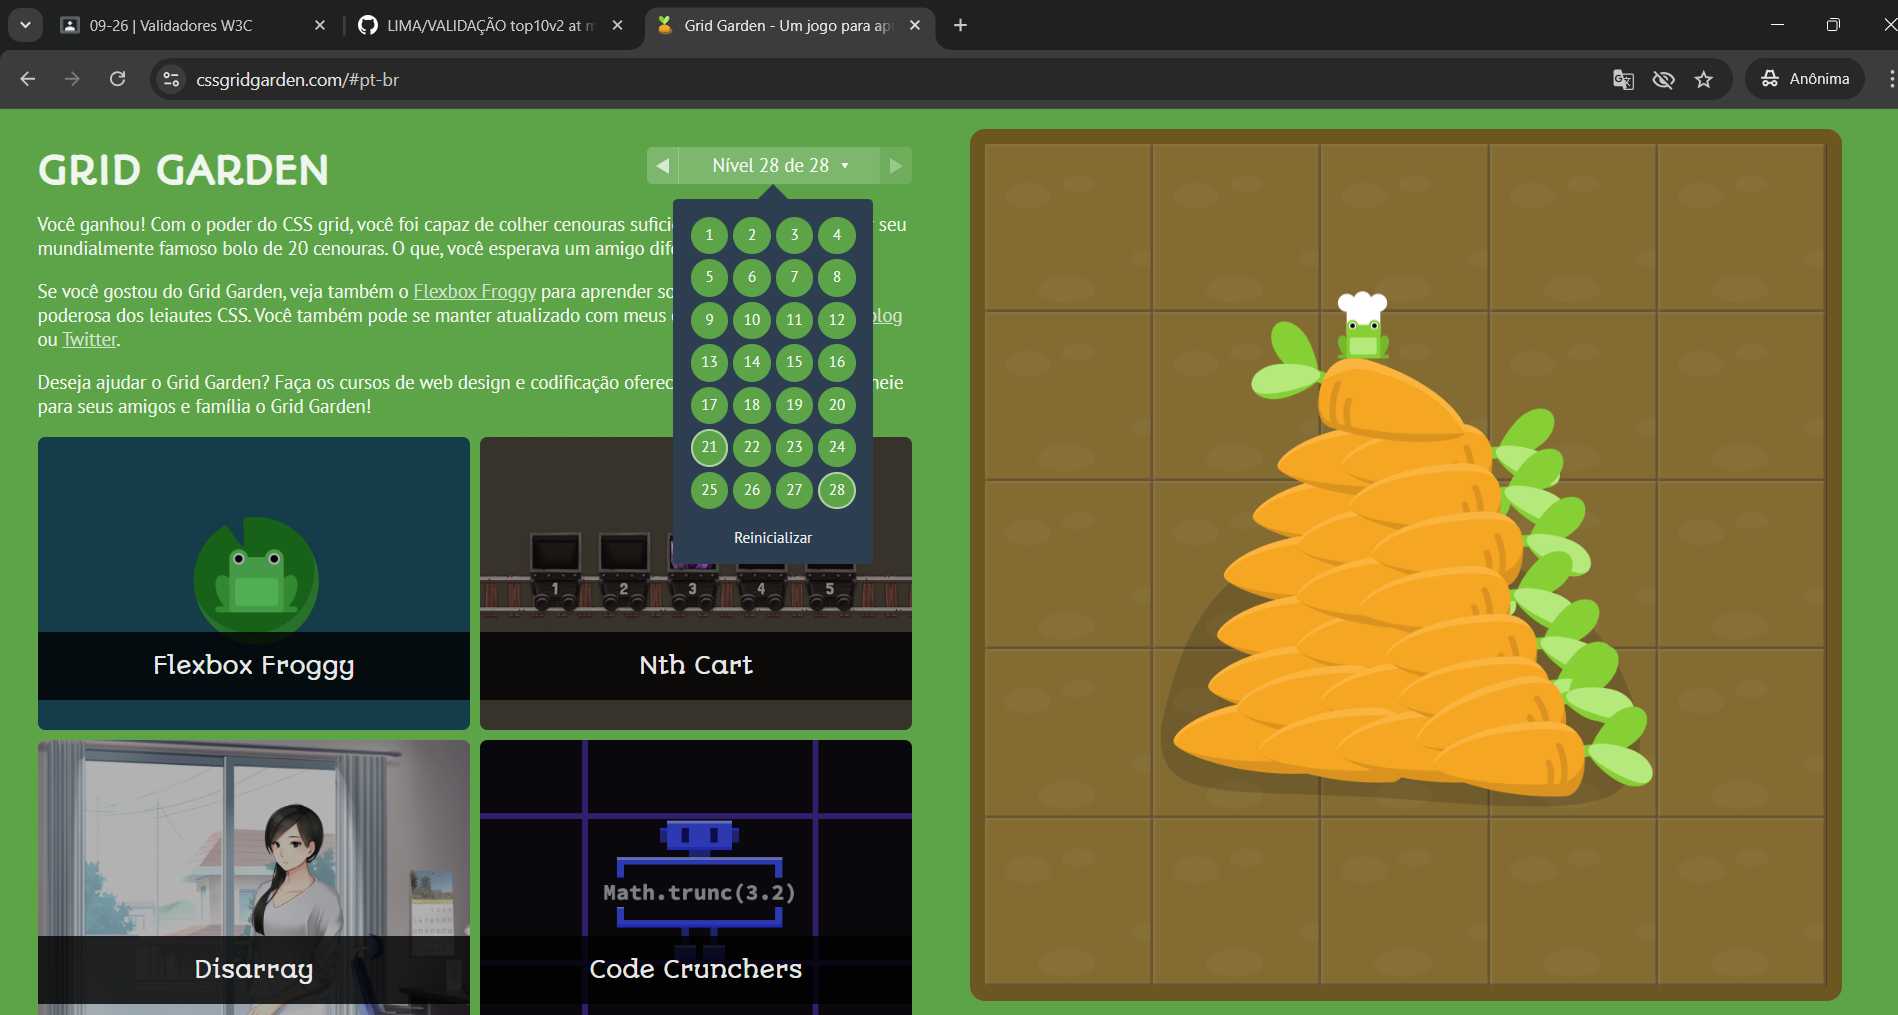 09-26 | Validadores W3C
LIMA/VALIDAÇÃO top10v2 at m
Grid Garden - Um jogo para apr
cssgridgarden.com/#pt-br
Anônima
GRID GARDEN
Nível 28 de 28
Você ganhou! Com o poder do CSS grid, você foi capaz de colher cenouras sufici seu
mundialmente famoso bolo de 20 cenouras. O que, você esperava um amigo dif
Se você gostou do Grid Garden, veja também o Flexbox Froggy para aprender so
poderosa dos leiautes CSS. Você também pode se manter atualizado com meus blog
ou Twitter.
Deseja ajudar o Grid Garden? Faça os cursos de web design e codificação oferec
para seus amigos e família o Grid Garden!
1 2 3 4
5 6 7 8
9 10 11 12
13 14 15 16
17 18 19 20
21 22 23 24
25 26 27 28
Reinicializar
1 2 3 4 5
Flexbox Froggy
Nth Cart
Math.trunc(3.2)
Disarray
Code Crunchers